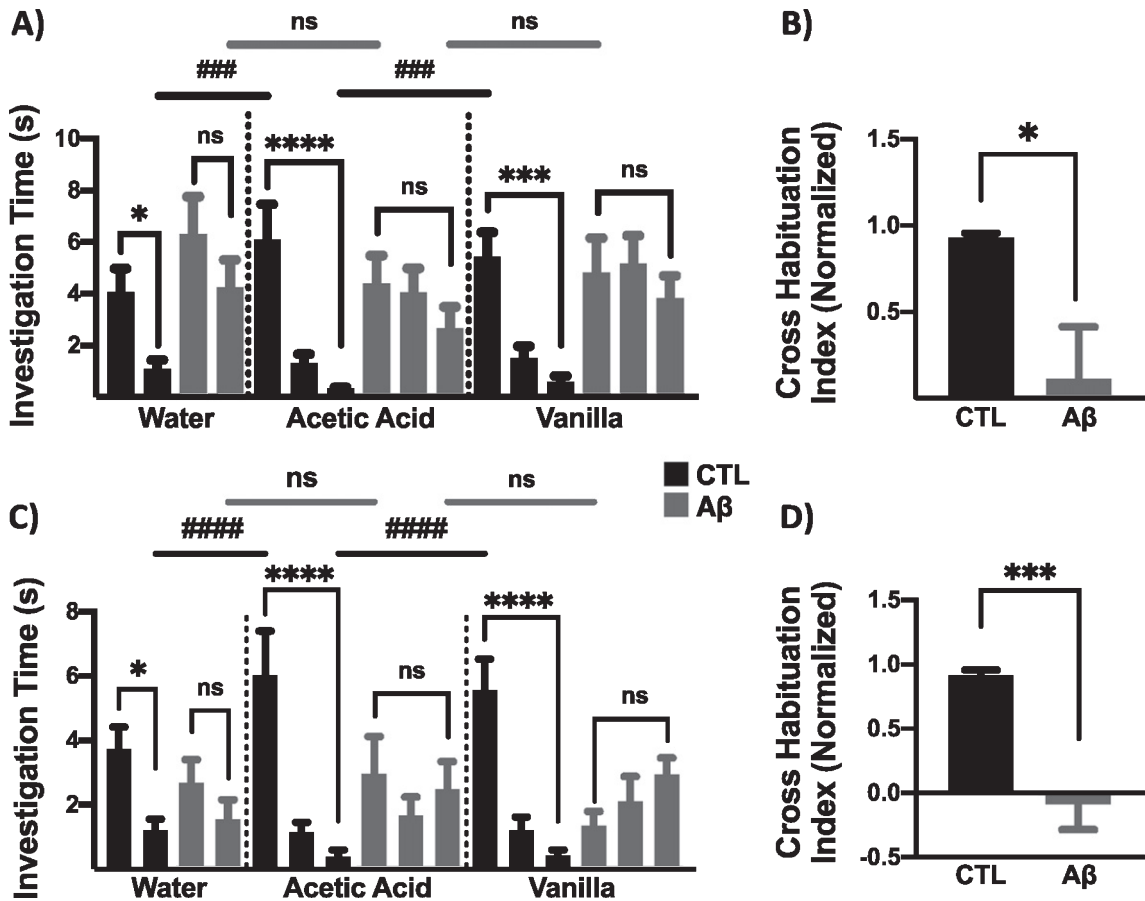 A)
ns
ns
###
###
Investigation Time (s)
10
8
6
4
2
*
ns
****
ns
***
ns
Water
Acetic Acid
Vanilla
B)
Cross Habituation
Index (Normalized)
1.5
1.0
0.5
*
CTL
Aβ
CTL
Aβ
C)
ns
ns
####
####
Investigation Time (s)
8
6
4
2
*
ns
****
ns
****
ns
Water
Acetic Acid
Vanilla
D)
Cross Habituation
Index (Normalized)
1.5
1.0
0.5
0.0
-0.5
***
CTL
Aβ